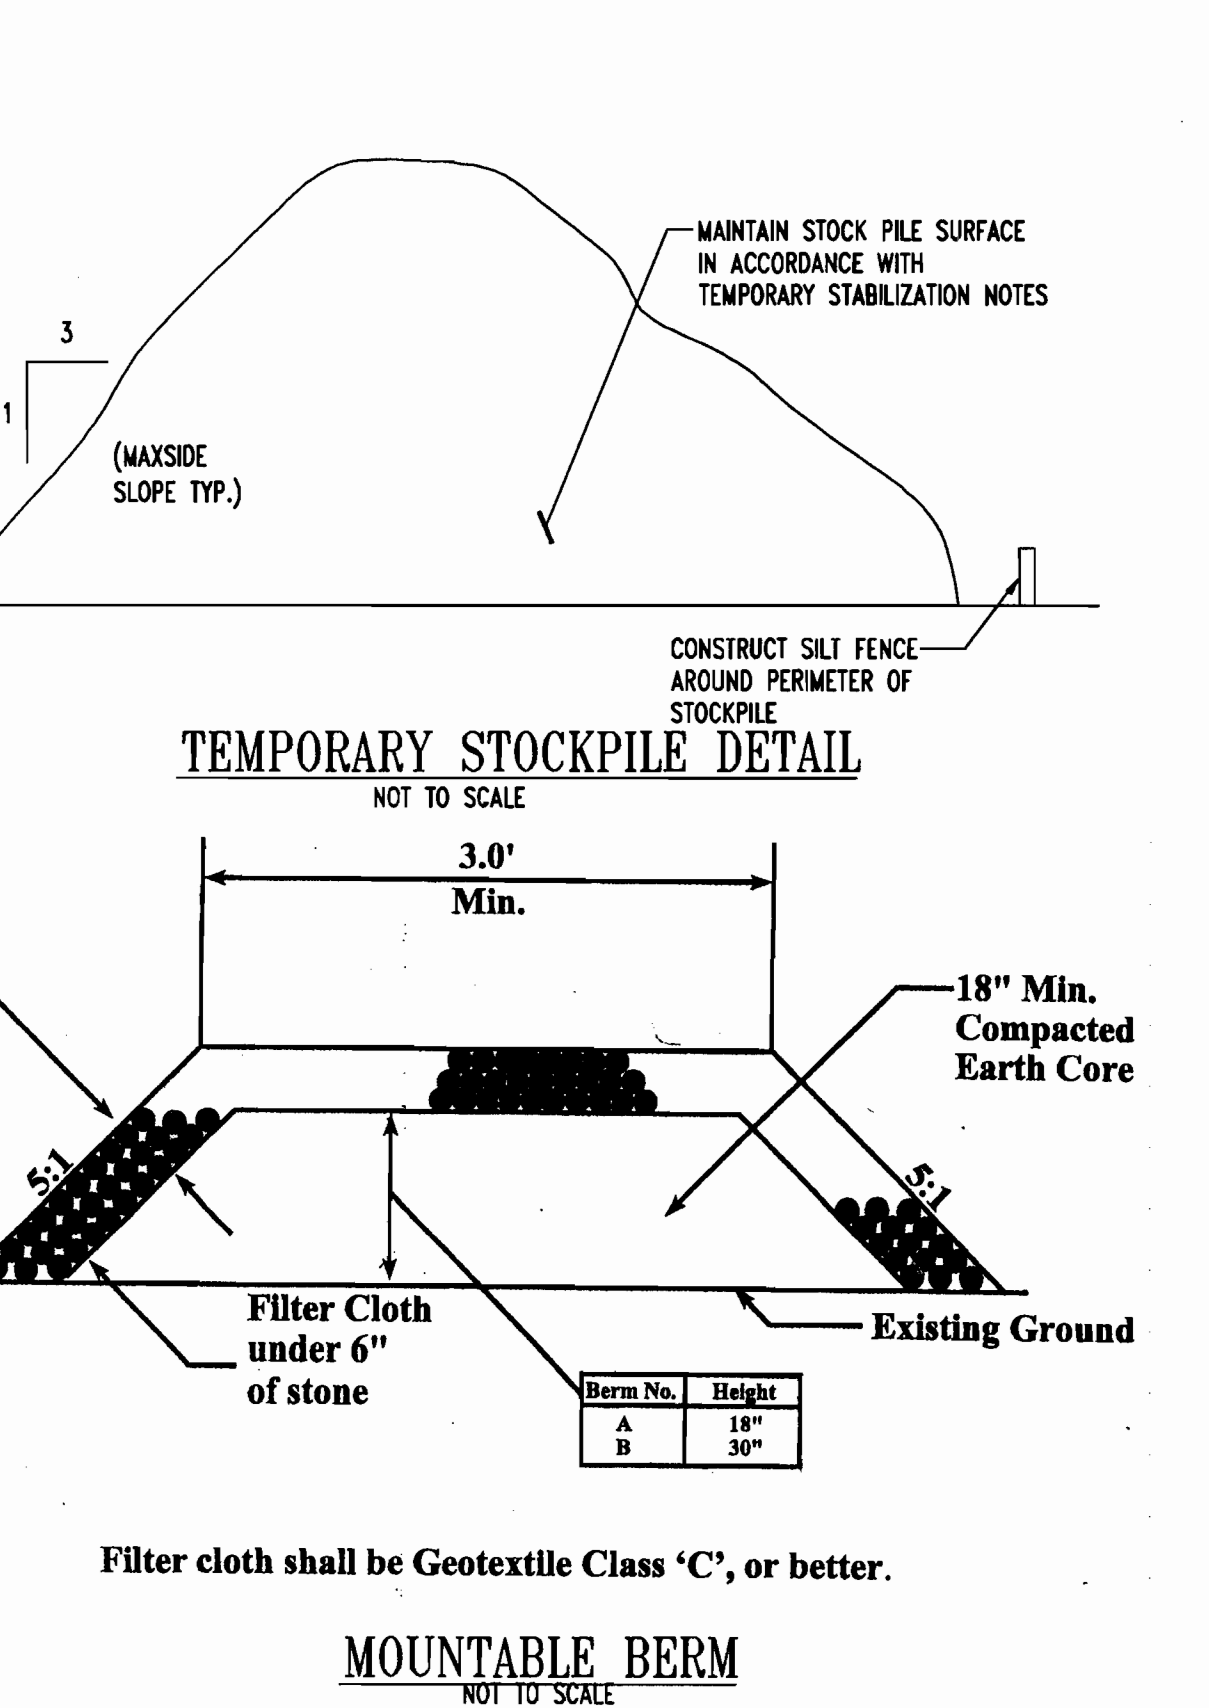 MAINTAIN STOCK PILE SURFACE
IN ACCORDANCE WITH
TEMPORARY STABILIZATION NOTES
3
1
(MAXSIDE
SLOPE TYP.)
CONSTRUCT SILT FENCE
AROUND PERIMETER OF
STOCKPILE
TEMPORARY STOCKPILE DETAIL
NOT TO SCALE
3.0'
Min.
18" Min.
Compacted
Earth Core
5:1
5:1
Filter Cloth
under 6"
of stone
Existing Ground
Berm No. Height
A 18"
B 30"
Filter cloth shall be Geotextile Class ‘C’, or better.
MOUNTABLE BERM
NOT TO SCALE